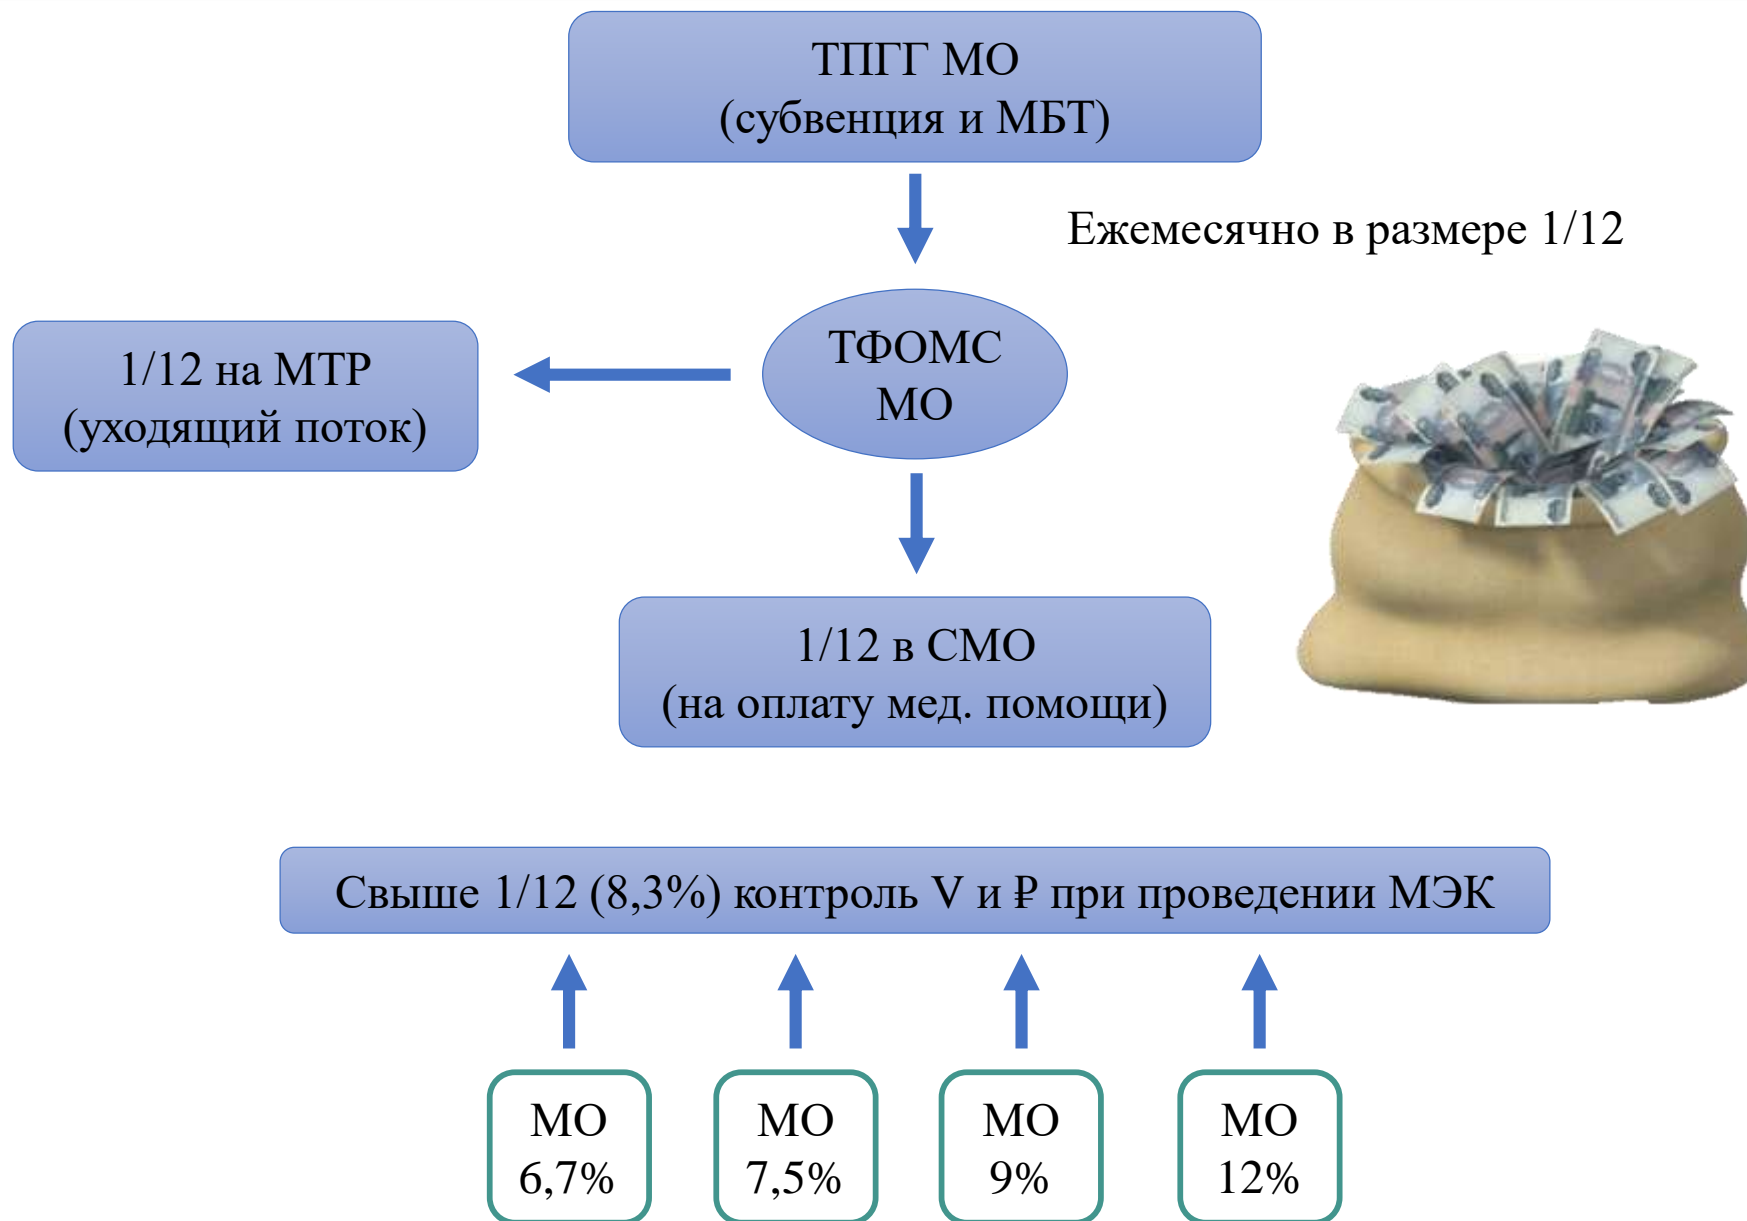 ТПГГ МО
(субвенция и МБТ)
Ежемесячно в размере 1/12
1/12 на МТР
(уходящий поток)
ТФОМС
МО
1/12 в СМО
(на оплату мед. помощи)
Свыше 1/12 (8,3%) контроль V и ₽ при проведении МЭК
МО
6,7%
МО
7,5%
МО
9%
МО
12%